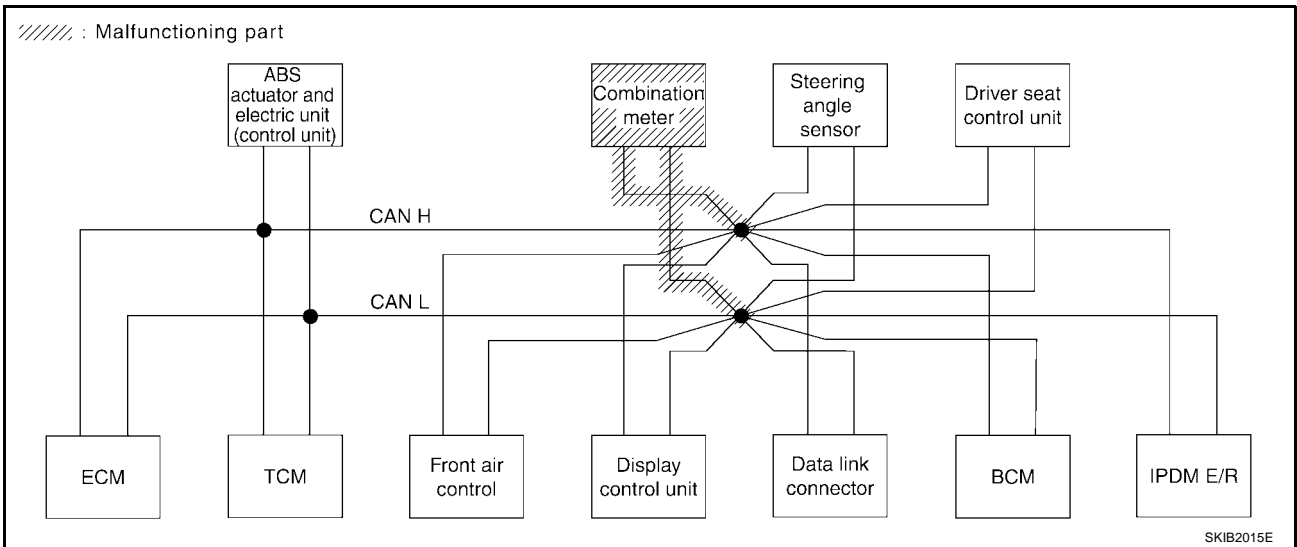 : Malfunctioning part
ABS
actuator and
electric unit
(control unit)
Combination
meter
Steering
angle
sensor
Driver seat
control unit
CAN H
CAN L
ECM
TCM
Front air
control
Display
control unit
Data link
connector
BCM
IPDM E/R
SKIB2015E